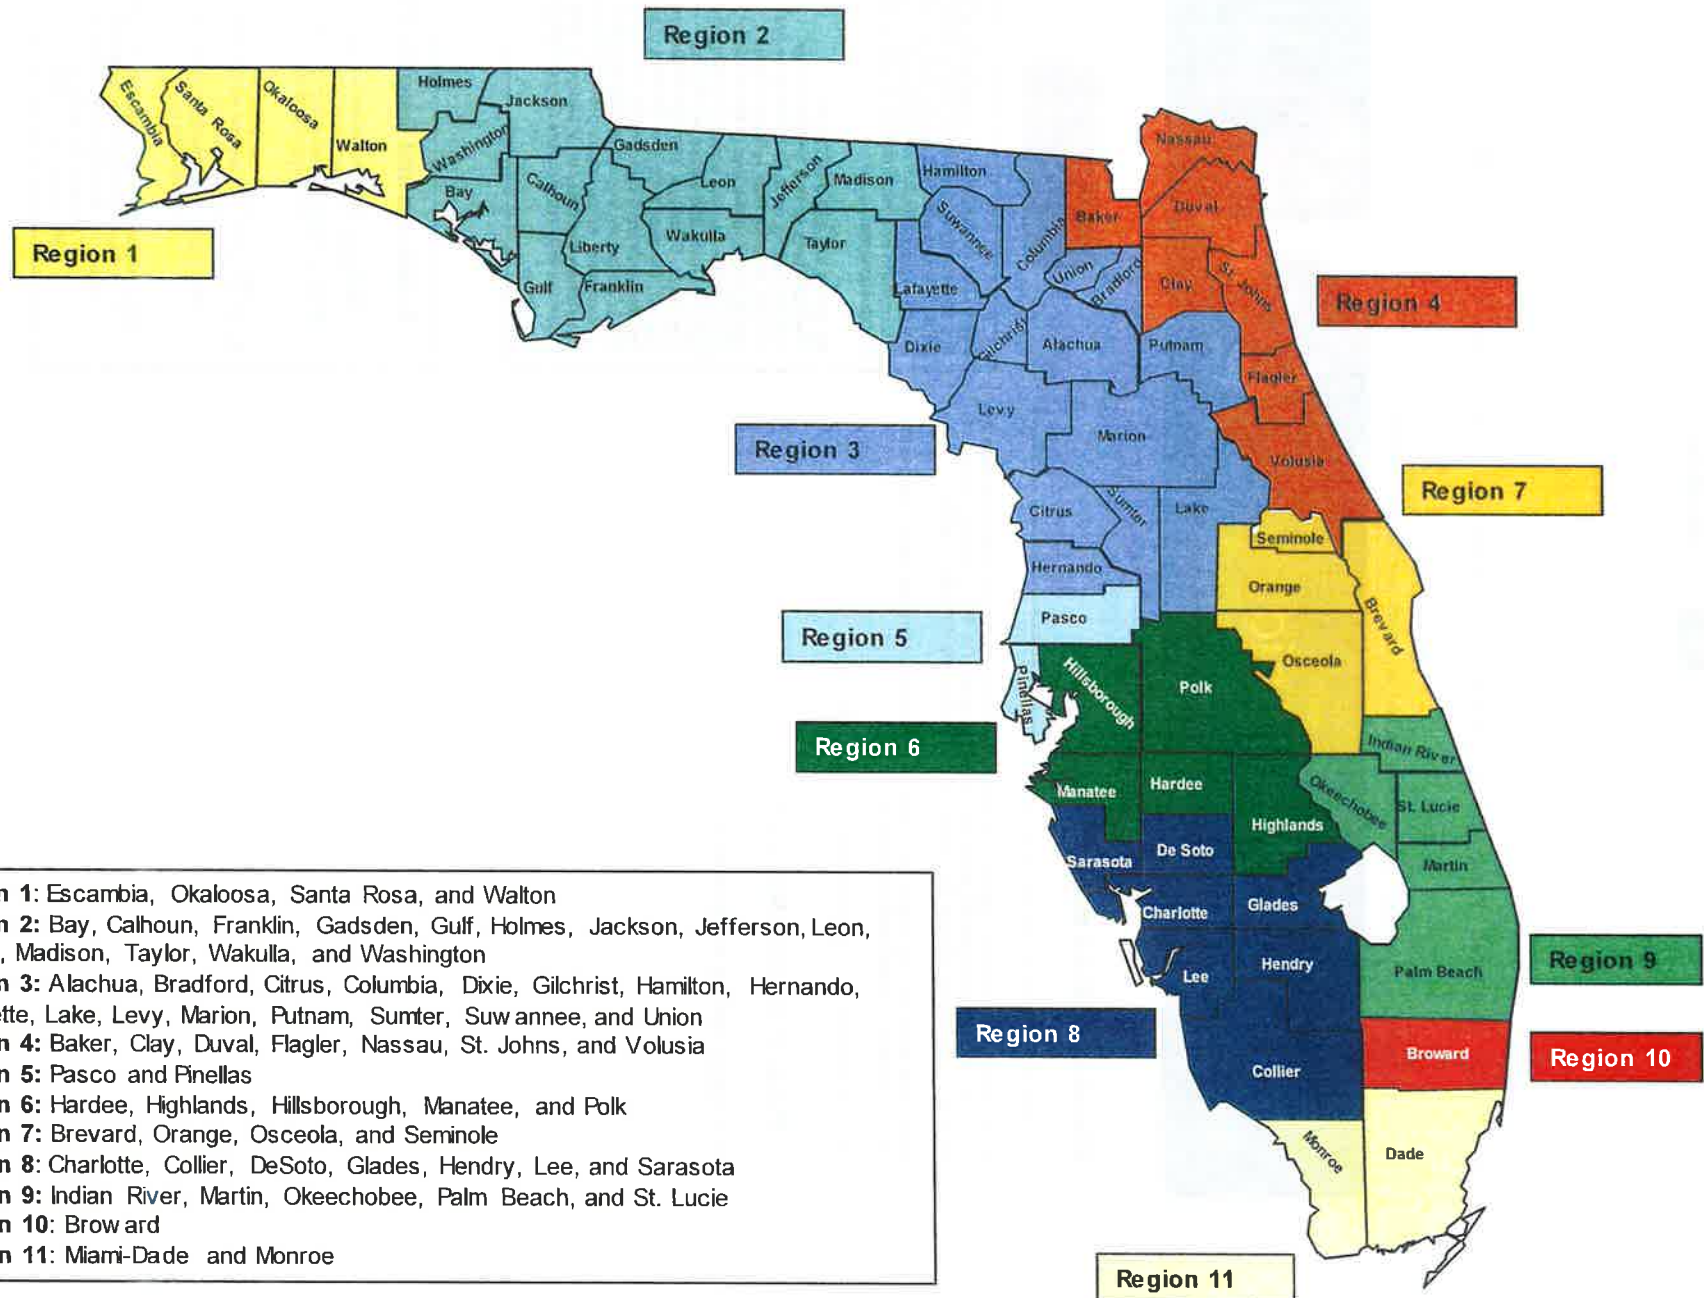 Region 2
Holmes
Jackson
Escambia
Santa Rosa
Okaloosa
Walton
Washington
Gadsden
Nassau
Bay
Calhoun
Leon
Jefferson
Madison
Hamilton
Duval
Baker
Region 1
Liberty
Wakulla
Taylor
Suwannee
Columbia
Union
Bradford
Clay
St. Johns
Gulf
Franklin
Lafayette
Region 4
Dixie
Gilchrist
Alachua
Putnam
Flagler
Levy
Marion
Region 3
Volusia
Region 7
Citrus
Sumter
Lake
Seminole
Hernando
Orange
Brevard
Pasco
Region 5
Osceola
Pinellas
Hillsborough
Polk
Region 6
Indian River
Manatee
Hardee
Okeechobee
St. Lucie
Highlands
Sarasota
De Soto
Martin
Charlotte
Glades
Lee
Hendry
Palm Beach
Region 9
Region 8
Broward
Region 10
Collier
Monroe
Dade
Region 11
n 1: Escambia, Okaloosa, Santa Rosa, and Walton
n 2: Bay, Calhoun, Franklin, Gadsden, Gulf, Holmes, Jackson, Jefferson, Leon,
, Madison, Taylor, Wakulla, and Washington
n 3: Alachua, Bradford, Citrus, Columbia, Dixie, Gilchrist, Hamilton, Hernando,
tte, Lake, Levy, Marion, Putnam, Sumter, Suwannee, and Union
n 4: Baker, Clay, Duval, Flagler, Nassau, St. Johns, and Volusia
n 5: Pasco and Pinellas
n 6: Hardee, Highlands, Hillsborough, Manatee, and Polk
n 7: Brevard, Orange, Osceola, and Seminole
n 8: Charlotte, Collier, DeSoto, Glades, Hendry, Lee, and Sarasota
n 9: Indian River, Martin, Okeechobee, Palm Beach, and St. Lucie
n 10: Broward
n 11: Miami-Dade and Monroe